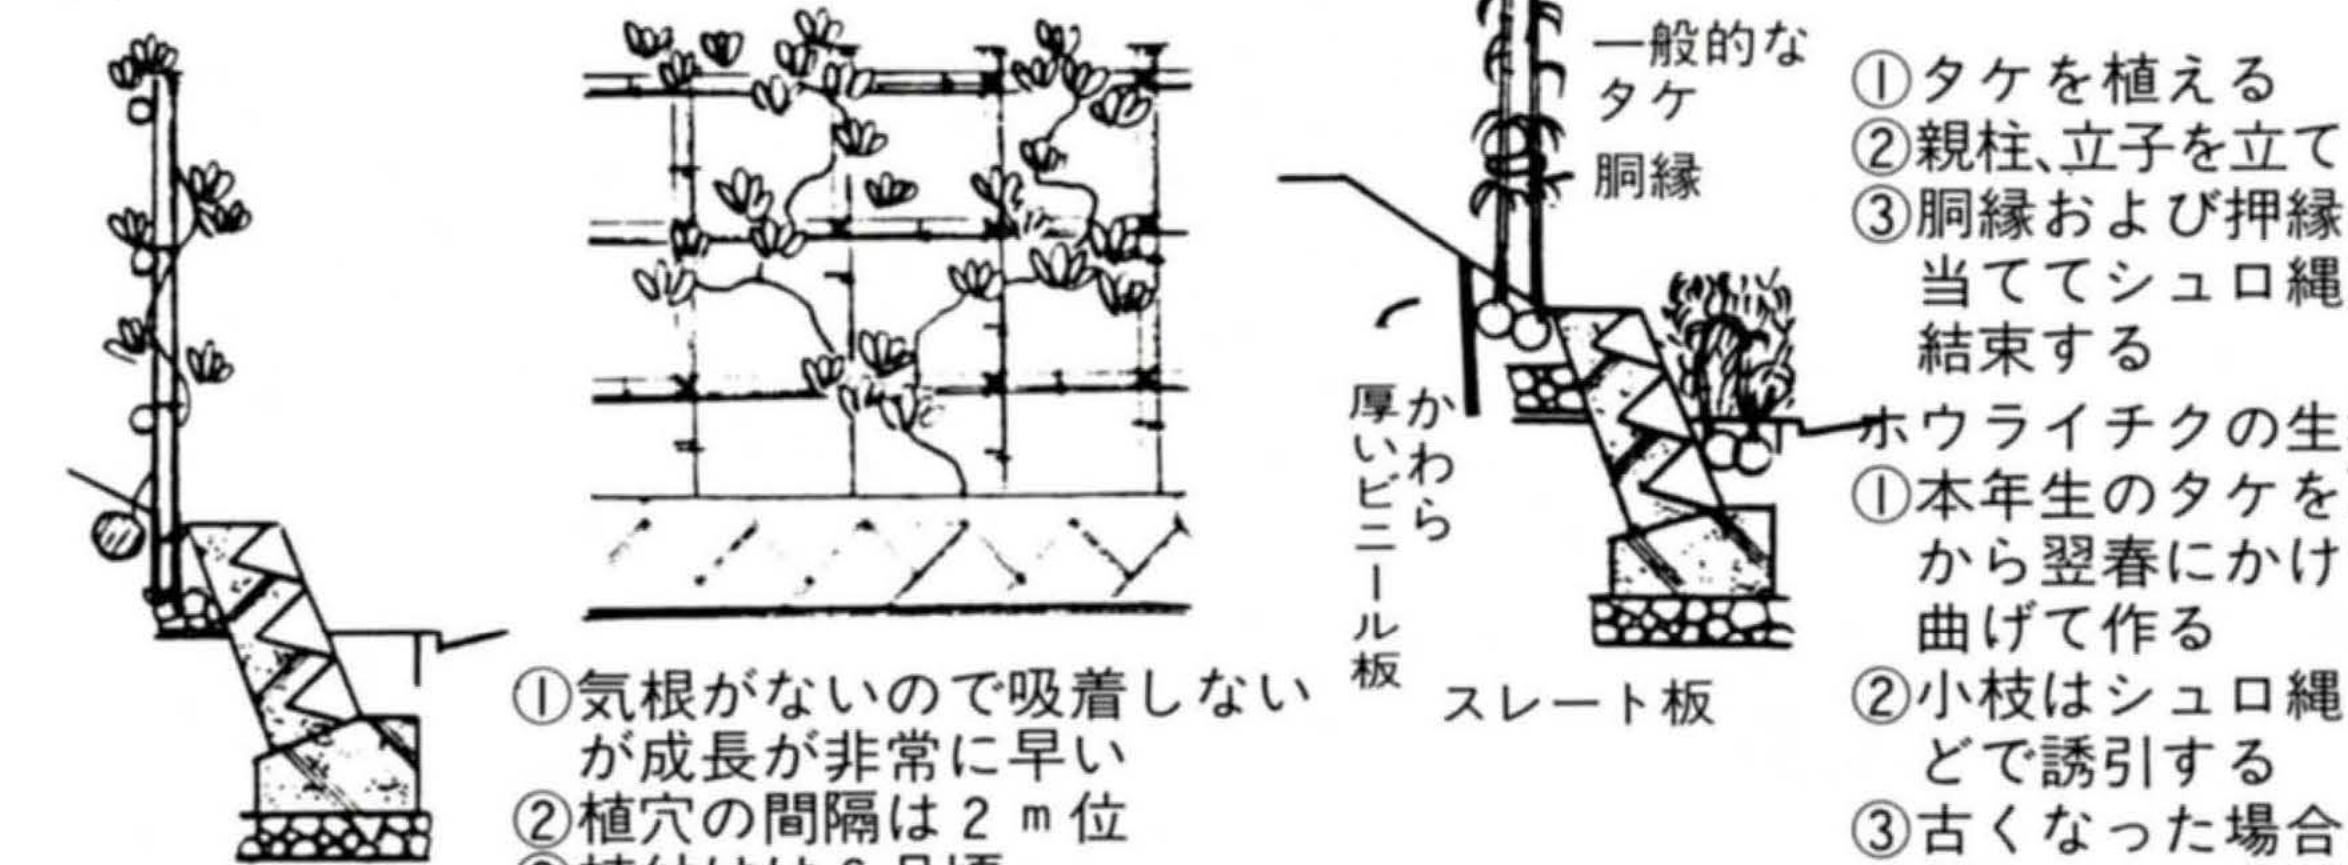 一般的な
タケ
胴縁
かわら
厚いビニール板
スレート板
①気根がないので吸着しない
が成長が非常に早い
②植穴の間隔は2m位
①タケを植える
②親柱、立子を立て
③胴縁および押縁
当ててシュロ縄
結束する
ホウライチクの生
①本年生のタケを
から翌春にかけ
曲げて作る
②小枝はシュロ縄
どで誘引する
③古くなった場合